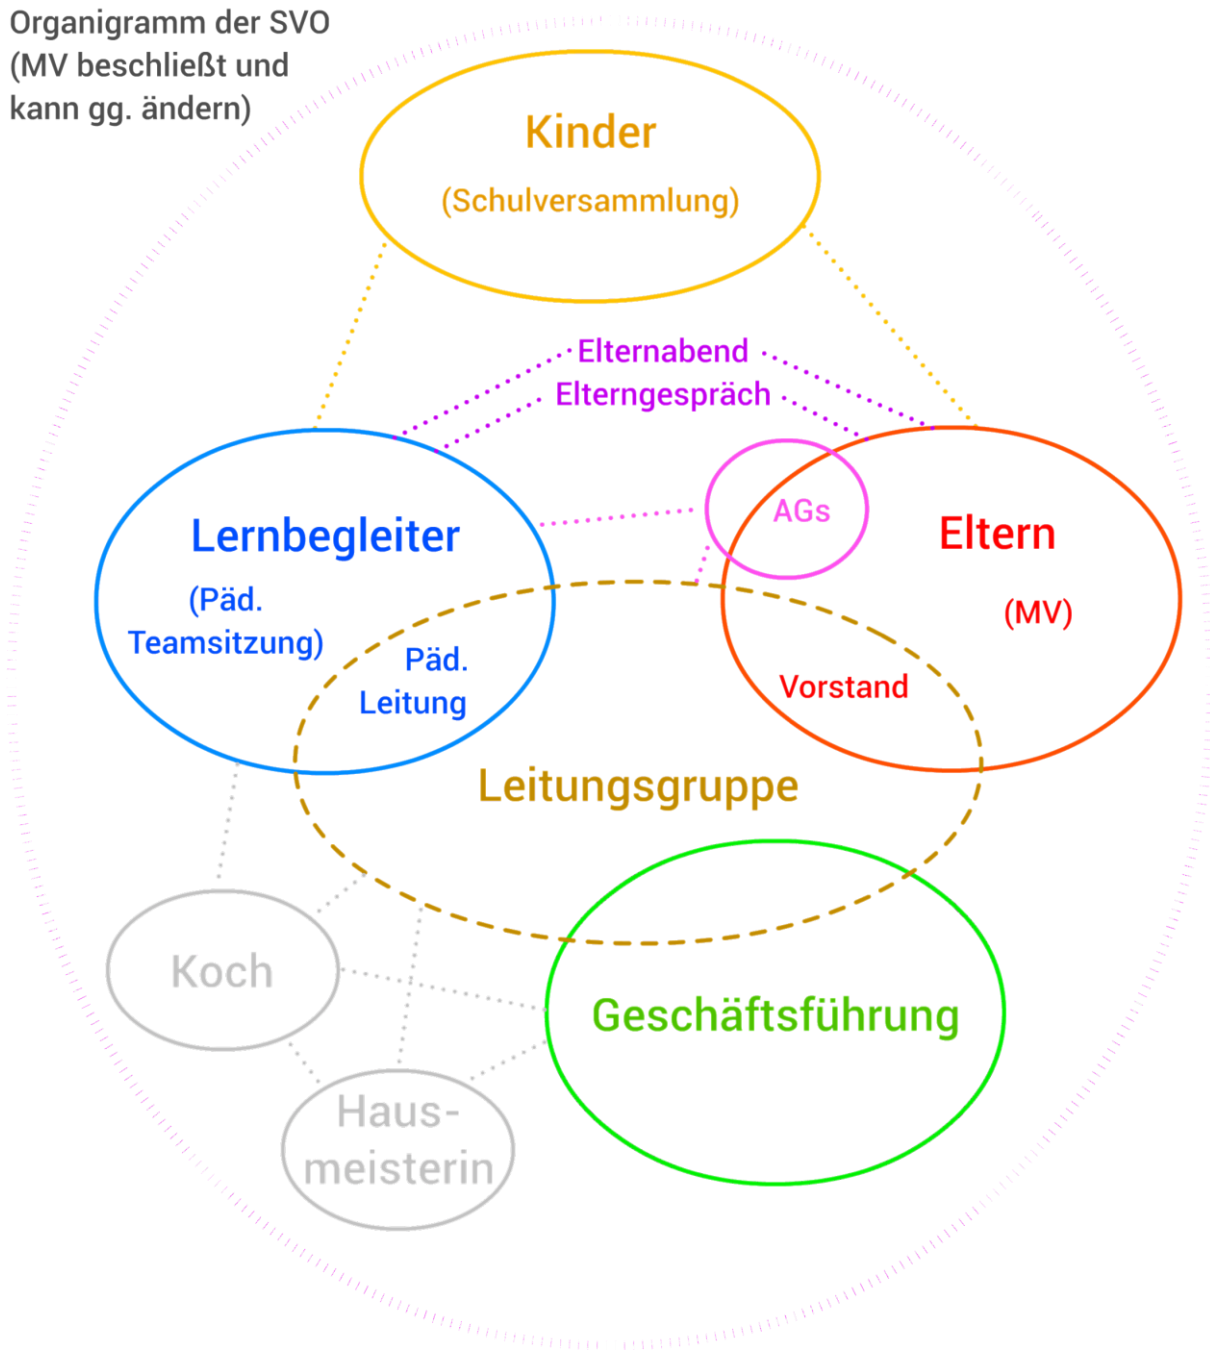 Organigramm der SVO
(MV beschließt und
kann gg. ändern)
Kinder
(Schulversammlung)
Elternabend
Elterngespräch
AGs
Lernbegleiter
(Päd.
Teamsitzung)
Päd.
Leitung
Eltern
(MV)
Vorstand
Leitungsgruppe
Koch
Geschäftsführung
Haus-
meisterin